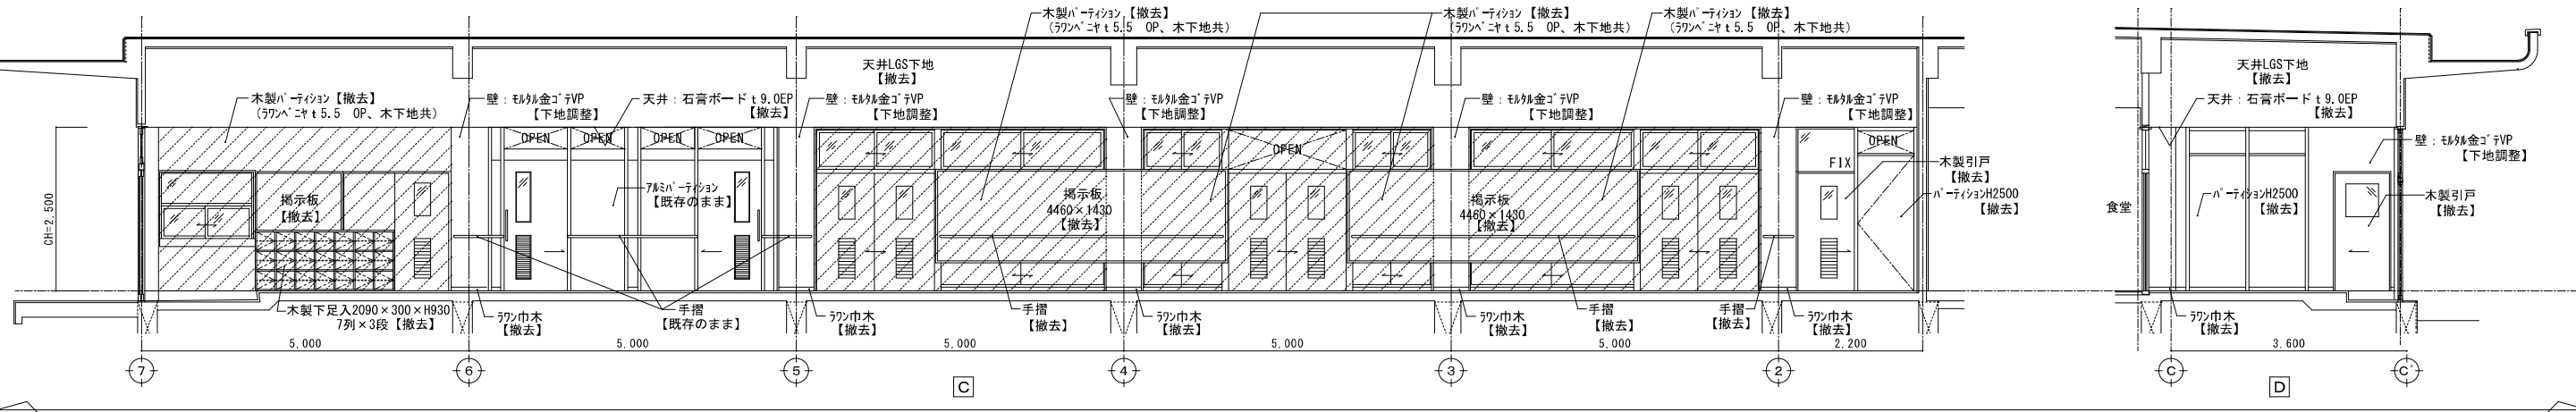 木製ﾊﾟｰﾃｨｼｮﾝ【撤去】
(ﾗﾜﾝﾍﾞﾆﾔｔ5.5　OP、木下地共)
木製ﾊﾟｰﾃｨｼｮﾝ【撤去】
(ﾗﾜﾝﾍﾞﾆﾔｔ5.5　OP、木下地共)
木製ﾊﾟｰﾃｨｼｮﾝ【撤去】
(ﾗﾜﾝﾍﾞﾆﾔｔ5.5　OP、木下地共)
天井LGS下地
【撤去】
木製ﾊﾟｰﾃｨｼｮﾝ【撤去】
(ﾗﾜﾝﾍﾞﾆﾔｔ5.5　OP、木下地共)
壁：ﾓﾙﾀﾙ金ｺﾞﾃVP
【下地調整】
天井：石膏ボードｔ9.0EP
【撤去】
壁：ﾓﾙﾀﾙ金ｺﾞﾃVP
【下地調整】
壁：ﾓﾙﾀﾙ金ｺﾞﾃVP
【下地調整】
壁：ﾓﾙﾀﾙ金ｺﾞﾃVP
【下地調整】
壁：ﾓﾙﾀﾙ金ｺﾞﾃVP
【下地調整】
OPEN
OPEN
OPEN
OPEN
OPEN
OPEN
FIX
CH=2,500
掲示板
【撤去】
ｱﾙﾐﾊﾟｰﾃｨｼｮﾝ
【既存のまま】
掲示板
4460×1430
【撤去】
掲示板
4460×1430
【撤去】
木製引戸
【撤去】
ﾊﾟｰﾃｨｼｮﾝH2500
【撤去】
木製下足入2090×300×H930
7列×3段【撤去】
ﾗﾜﾝ巾木
【撤去】
手摺
【既存のまま】
ﾗﾜﾝ巾木
【撤去】
手摺
【撤去】
ﾗﾜﾝ巾木
【撤去】
ﾗﾜﾝ巾木
【撤去】
手摺
【撤去】
手摺
【撤去】
ﾗﾜﾝ巾木
【撤去】
5,000
5,000
5,000
5,000
5,000
2,200
7
6
5
4
3
2
C
天井LGS下地
【撤去】
天井：石膏ボードｔ9.0EP
【撤去】
壁：ﾓﾙﾀﾙ金ｺﾞﾃVP
【下地調整】
食堂
ﾊﾟｰﾃｨｼｮﾝH2500
【撤去】
木製引戸
【撤去】
ﾗﾜﾝ巾木
【撤去】
3,600
C
C'
D